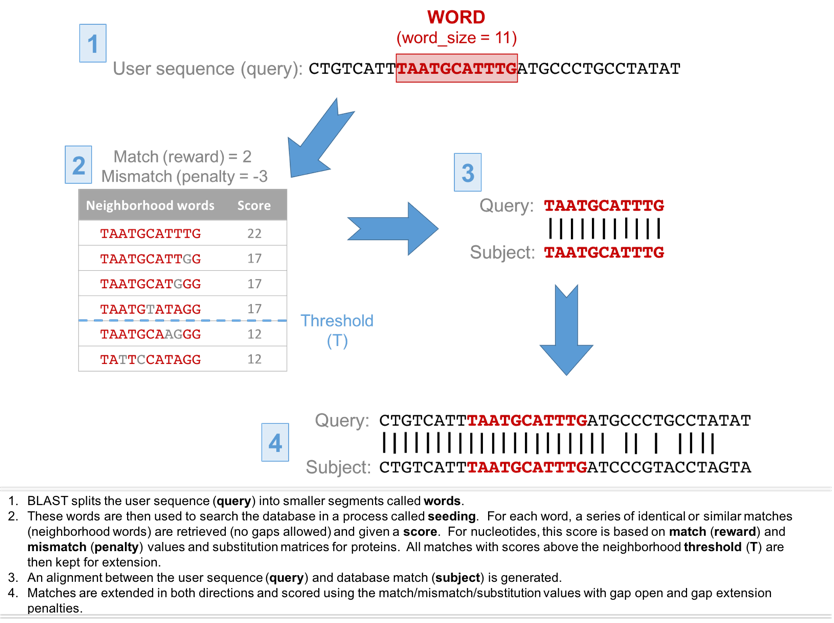 WORD
(word_size = 11)
1
User sequence (query): CTGTCATTTAATGCATTTGATGCCCTGCCTATAT
2
Match (reward) = 2
Mismatch (penalty = -3
Neighborhood words Score
TAATGCATTTG 22
TAATGCATTGG 17
TAATGCATGGG 17
TAATGTATAGG 17
TAATGCAAGGG 12
TATTCCATAGG 12
Threshold
(T)
3
Query: TAATGCATTTG
Subject: TAATGCATTTG
4
Query: CTGTCATTTAATGCATTTGATGCCCTGCCTATAT
Subject: CTGTCATTTAATGCATTTGATCCCGTACCTAGTA
1. BLAST splits the user sequence (query) into smaller segments called words.
2. These words are then used to search the database in a process called seeding. For each word, a series of identical or similar matches
(neighborhood words) are retrieved (no gaps allowed) and given a score. For nucleotides, this score is based on match (reward) and
mismatch (penalty) values and substitution matrices for proteins. All matches with scores above the neighborhood threshold (T) are
then kept for extension.
3. An alignment between the user sequence (query) and database match (subject) is generated.
4. Matches are extended in both directions and scored using the match/mismatch/substitution values with gap open and gap extension
penalties.